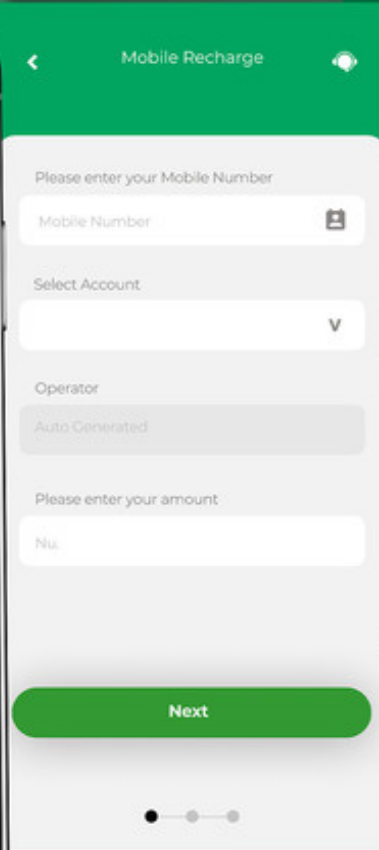 Mobile Recharge
Please enter your Mobile Number
Mobile Number
Select Account
V
Operator
Auto Generated
Please enter your amount
Nu.
Next